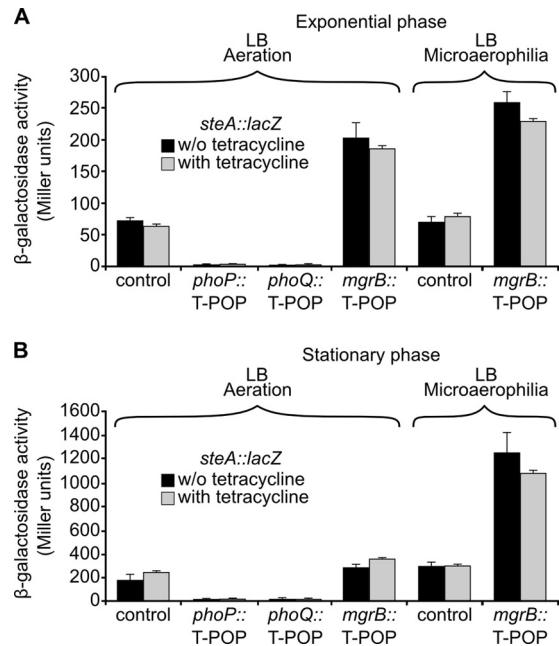 A
Exponential phase
LB
Aeration
LB
Microaerophilia
β-galactosidase activity
(Miller units)
300
250
200
150
100
50
0
steA::lacZ
w/o tetracycline
with tetracycline
control
phoP::
T-POP
phoQ::
T-POP
mgrB::
T-POP
control
mgrB::
T-POP
B
Stationary phase
LB
Aeration
LB
Microaerophilia
β-galactosidase activity
(Miller units)
1600
1400
1200
1000
800
600
400
200
0
steA::lacZ
w/o tetracycline
with tetracycline
control
phoP::
T-POP
phoQ::
T-POP
mgrB::
T-POP
control
mgrB::
T-POP